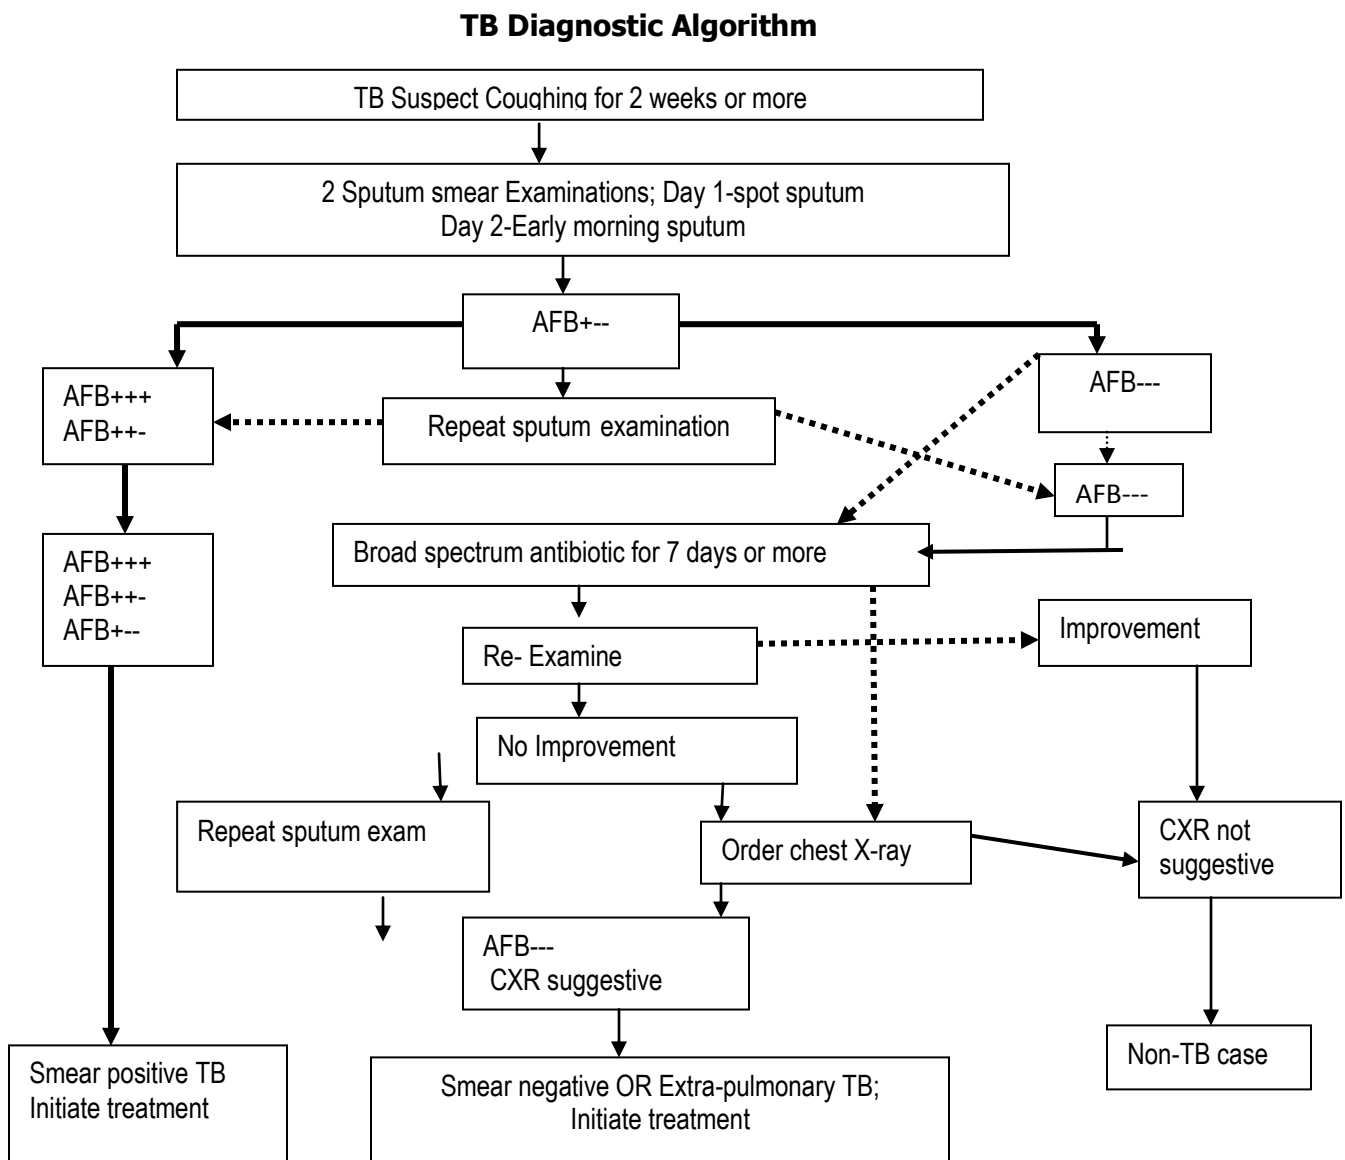 TB Diagnostic Algorithm
TB Suspect Coughing for 2 weeks or more
2 Sputum smear Examinations; Day 1-spot sputum
Day 2-Early morning sputum
AFB+--
AFB+++
AFB++-
Repeat sputum examination
AFB---
AFB---
AFB+++
AFB++-
AFB+--
Broad spectrum antibiotic for 7 days or more
Re- Examine
Improvement
No Improvement
Repeat sputum exam
Order chest X-ray
CXR not
suggestive
AFB---
CXR suggestive
Smear positive TB
Initiate treatment
Smear negative OR Extra-pulmonary TB;
Initiate treatment
Non-TB case